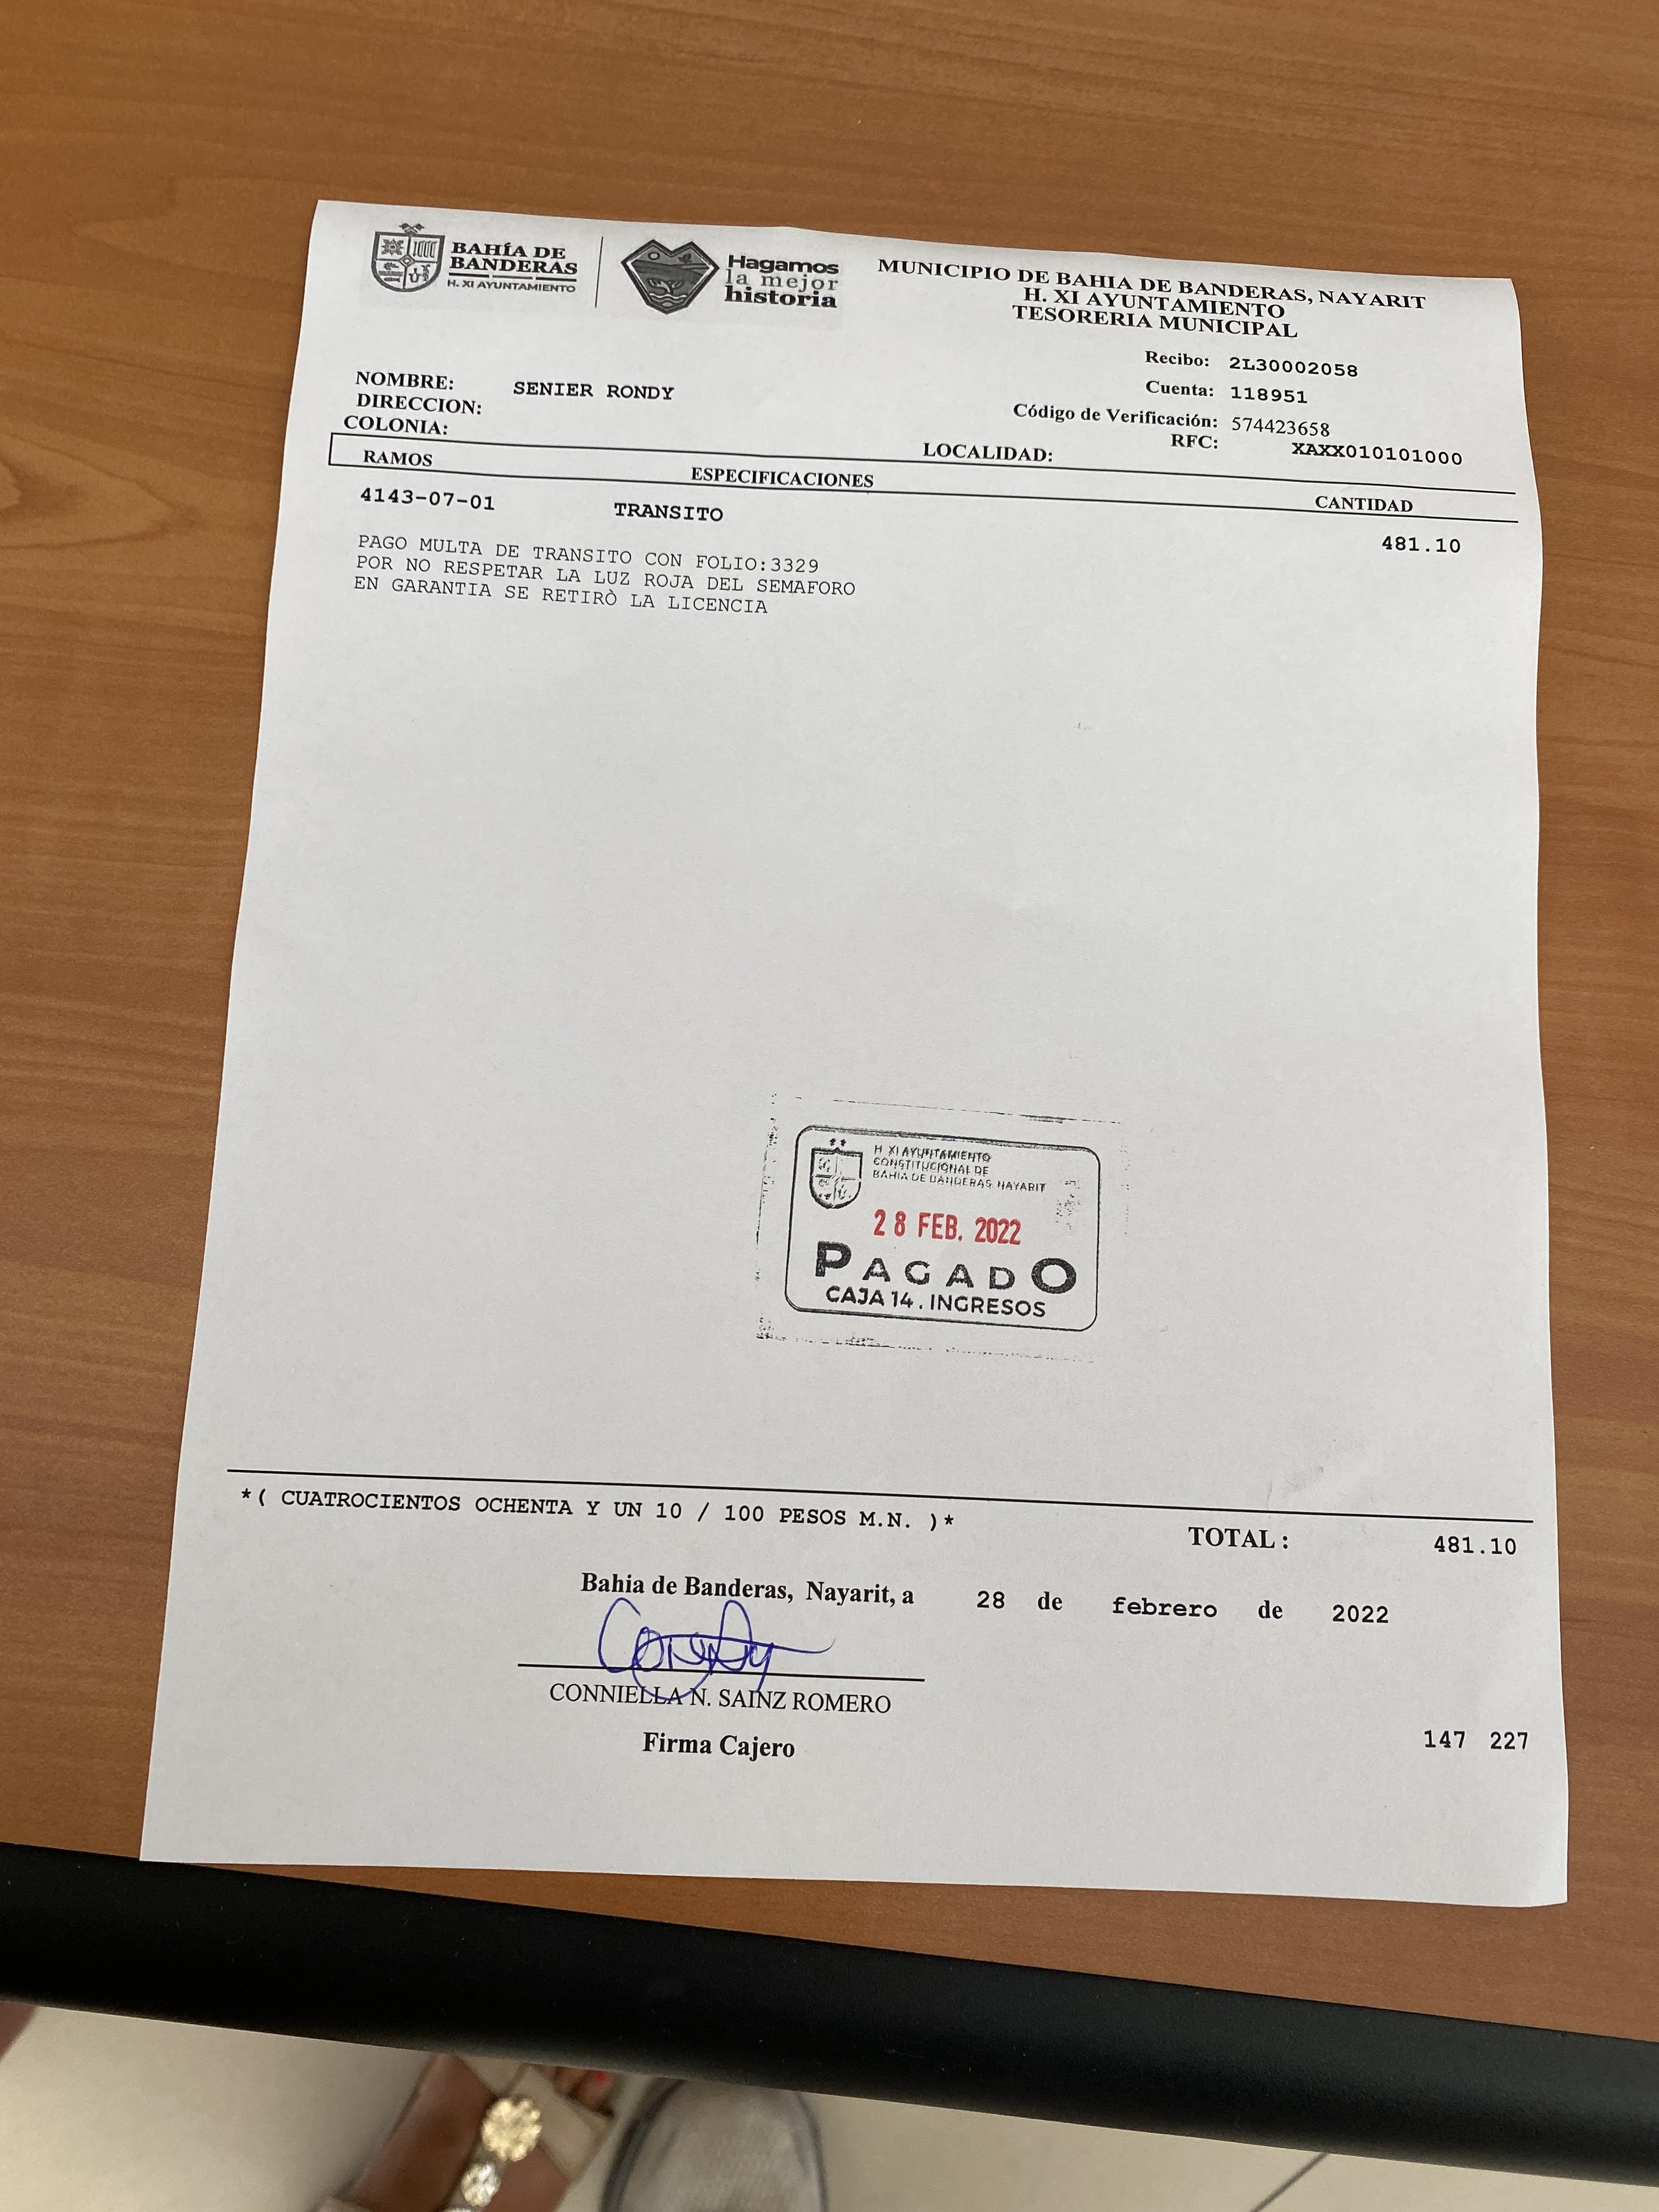 BAHÍA DE
BANDERAS
H. XI AYUNTAMIENTO
Hagamos
la mejor
historia
MUNICIPIO DE BAHIA DE BANDERAS, NAYARIT
H. XI AYUNTAMIENTO
TESORERIA MUNICIPAL
Recibo: 2L30002058
Cuenta: 118951
Código de Verificación: 574423658
RFC: XAXX010101000
NOMBRE: SENIER RONDY
DIRECCION:
COLONIA:
LOCALIDAD:
RAMOS ESPECIFICACIONES CANTIDAD
4143-07-01 TRANSITO 481.10
PAGO MULTA DE TRANSITO CON FOLIO:3329
POR NO RESPETAR LA LUZ ROJA DEL SEMAFORO
EN GARANTIA SE RETIRÒ LA LICENCIA
H XI AYUNTAMIENTO
CONSTITUCIONAL DE
BAHIA DE BANDERAS, NAYARIT
28 FEB. 2022
PAGADO
CAJA 14 . INGRESOS
*( CUATROCIENTOS OCHENTA Y UN 10 / 100 PESOS M.N. )*
TOTAL : 481.10
Bahia de Banderas, Nayarit, a 28 de febrero de 2022
CONNIELLA N. SAINZ ROMERO
Firma Cajero
147 227